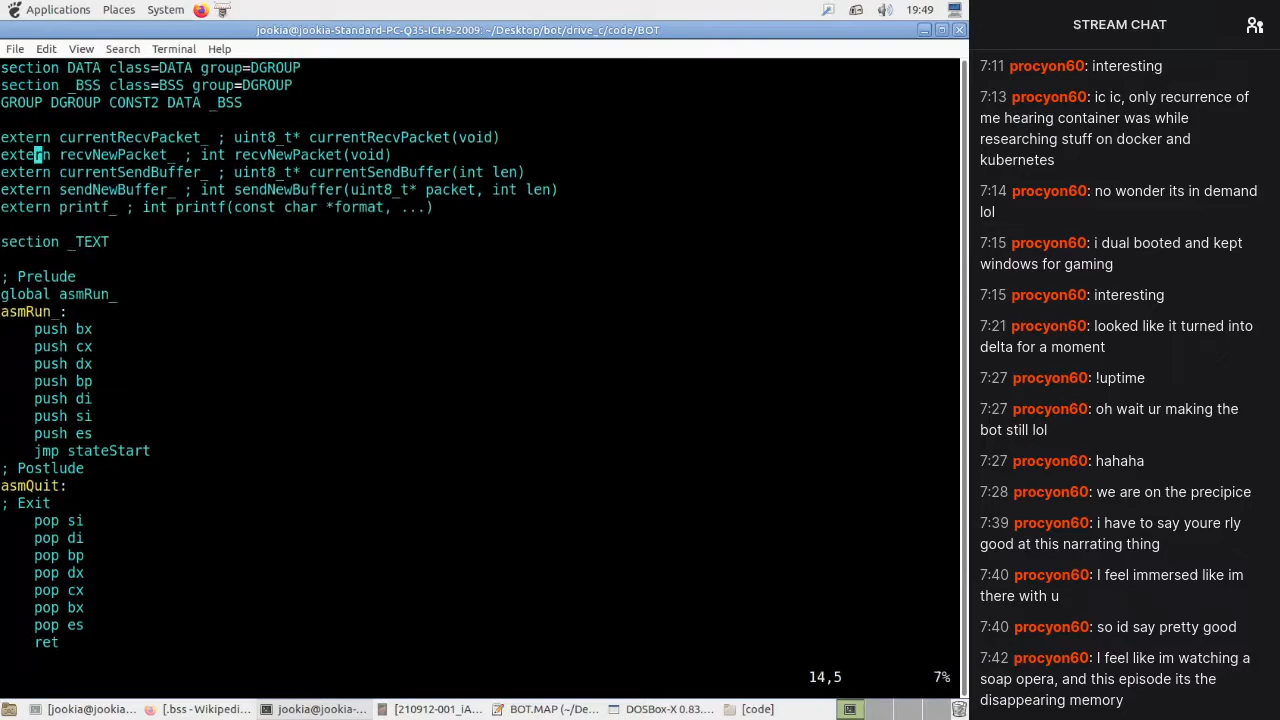 Applications Places System 19:49
jookia@jookia-Standard-PC-Q35-ICH9-2009: ~/Desktop/bot/drive_c/code/BOT
File Edit View Search Terminal Help
section DATA class=DATA group=DGROUP
section _BSS class=BSS group=DGROUP
GROUP DGROUP CONST2 DATA _BSS
extern currentRecvPacket_ ; uint8_t* currentRecvPacket(void)
extern recvNewPacket_ ; int recvNewPacket(void)
extern currentSendBuffer_ ; uint8_t* currentSendBuffer(int len)
extern sendNewBuffer_ ; int sendNewBuffer(uint8_t* packet, int len)
extern printf_ ; int printf(const char *format, ...)
section _TEXT
; Prelude
global asmRun_
asmRun_:
push bx
push cx
push dx
push bp
push di
push si
push es
jmp stateStart
; Postlude
asmQuit:
; Exit
pop si
pop di
pop bp
pop dx
pop cx
pop bx
pop es
ret
14,5 7%
[jookia@jookia... [.bss - Wikipedi... jookia@jookia-... [210912-001_iA... BOT.MAP (~/De... DOSBox-X 0.83.... [code]
STREAM CHAT
7:11 procyon60: interesting
7:13 procyon60: ic ic, only recurrence of
me hearing container was while
researching stuff on docker and
kubernetes
7:14 procyon60: no wonder its in demand
lol
7:15 procyon60: i dual booted and kept
windows for gaming
7:15 procyon60: interesting
7:21 procyon60: looked like it turned into
delta for a moment
7:27 procyon60: !uptime
7:27 procyon60: oh wait ur making the
bot still lol
7:27 procyon60: hahaha
7:28 procyon60: we are on the precipice
7:39 procyon60: i have to say youre rly
good at this narrating thing
7:40 procyon60: I feel immersed like im
there with u
7:40 procyon60: so id say pretty good
7:42 procyon60: I feel like im watching a
soap opera, and this episode its the
disappearing memory